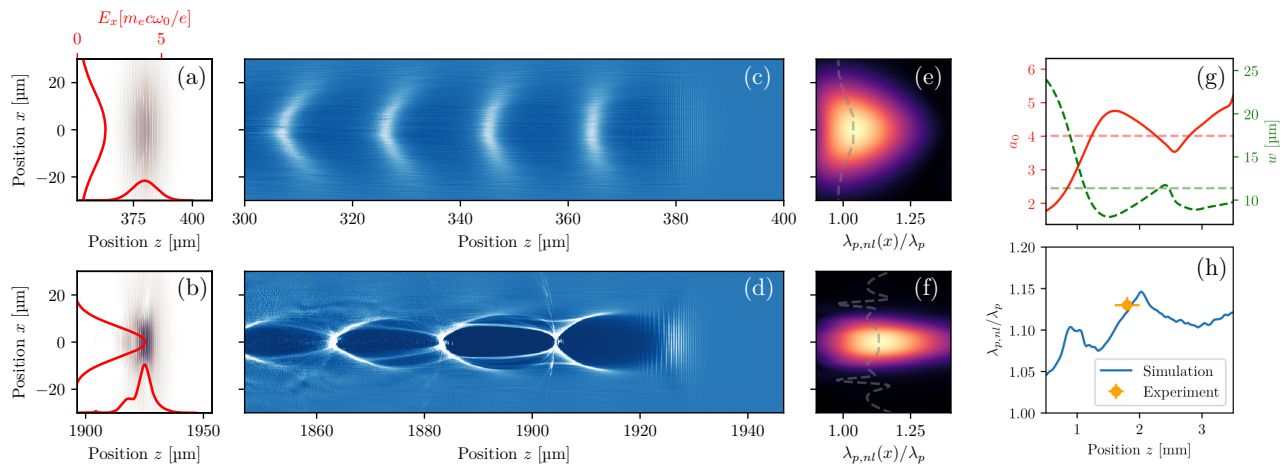 E_x[m_e cω_0/e]
0 5
(a)
(c)
(e)
(g)
Position x [µm]
20
0
−20
375 400
Position z [µm]
300 320 340 360 380 400
Position z [µm]
1.00 1.25
λ_{p,nl}(x)/λ_p
a_0
6
5
4
3
2
25
20
15
10
w [µm]
(b)
(d)
(f)
(h)
Position x [µm]
20
0
−20
1900 1950
Position z [µm]
1860 1880 1900 1920 1940
Position z [µm]
1.00 1.25
λ_{p,nl}(x)/λ_p
λ_{p,nl}/λ_p
1.20
1.15
1.10
1.05
1.00
Simulation
Experiment
1 2 3
Position z [mm]